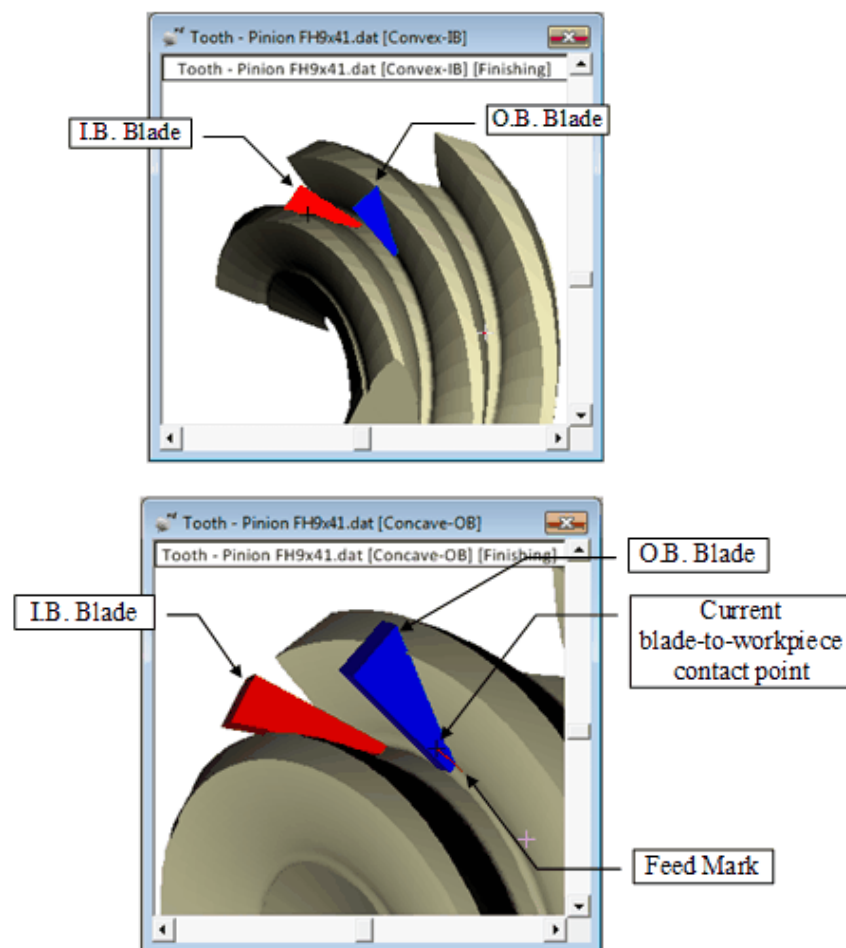 Tooth - Pinion FH9x41.dat [Convex-IB]
Tooth - Pinion FH9x41.dat [Convex-IB] [Finishing]
I.B. Blade
O.B. Blade
Tooth - Pinion FH9x41.dat [Concave-OB]
Tooth - Pinion FH9x41.dat [Concave-OB] [Finishing]
O.B. Blade
I.B. Blade
Current
blade-to-workpiece
contact point
Feed Mark